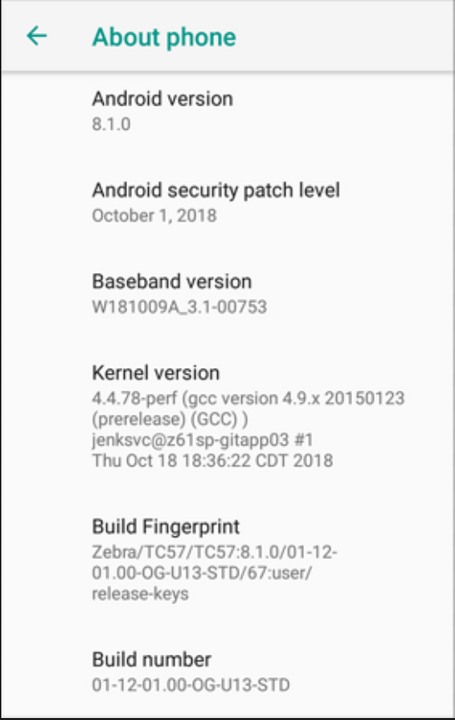 About phone
Android version
8.1.0
Android security patch level
October 1, 2018
Baseband version
W181009A_3.1-00753
Kernel version
4.4.78-perf (gcc version 4.9.x 20150123
(prerelease) (GCC) )
jenksvc@z61sp-gitapp03 #1
Thu Oct 18 18:36:22 CDT 2018
Build Fingerprint
Zebra/TC57/TC57:8.1.0/01-12-
01.00-OG-U13-STD/67:user/
release-keys
Build number
01-12-01.00-OG-U13-STD